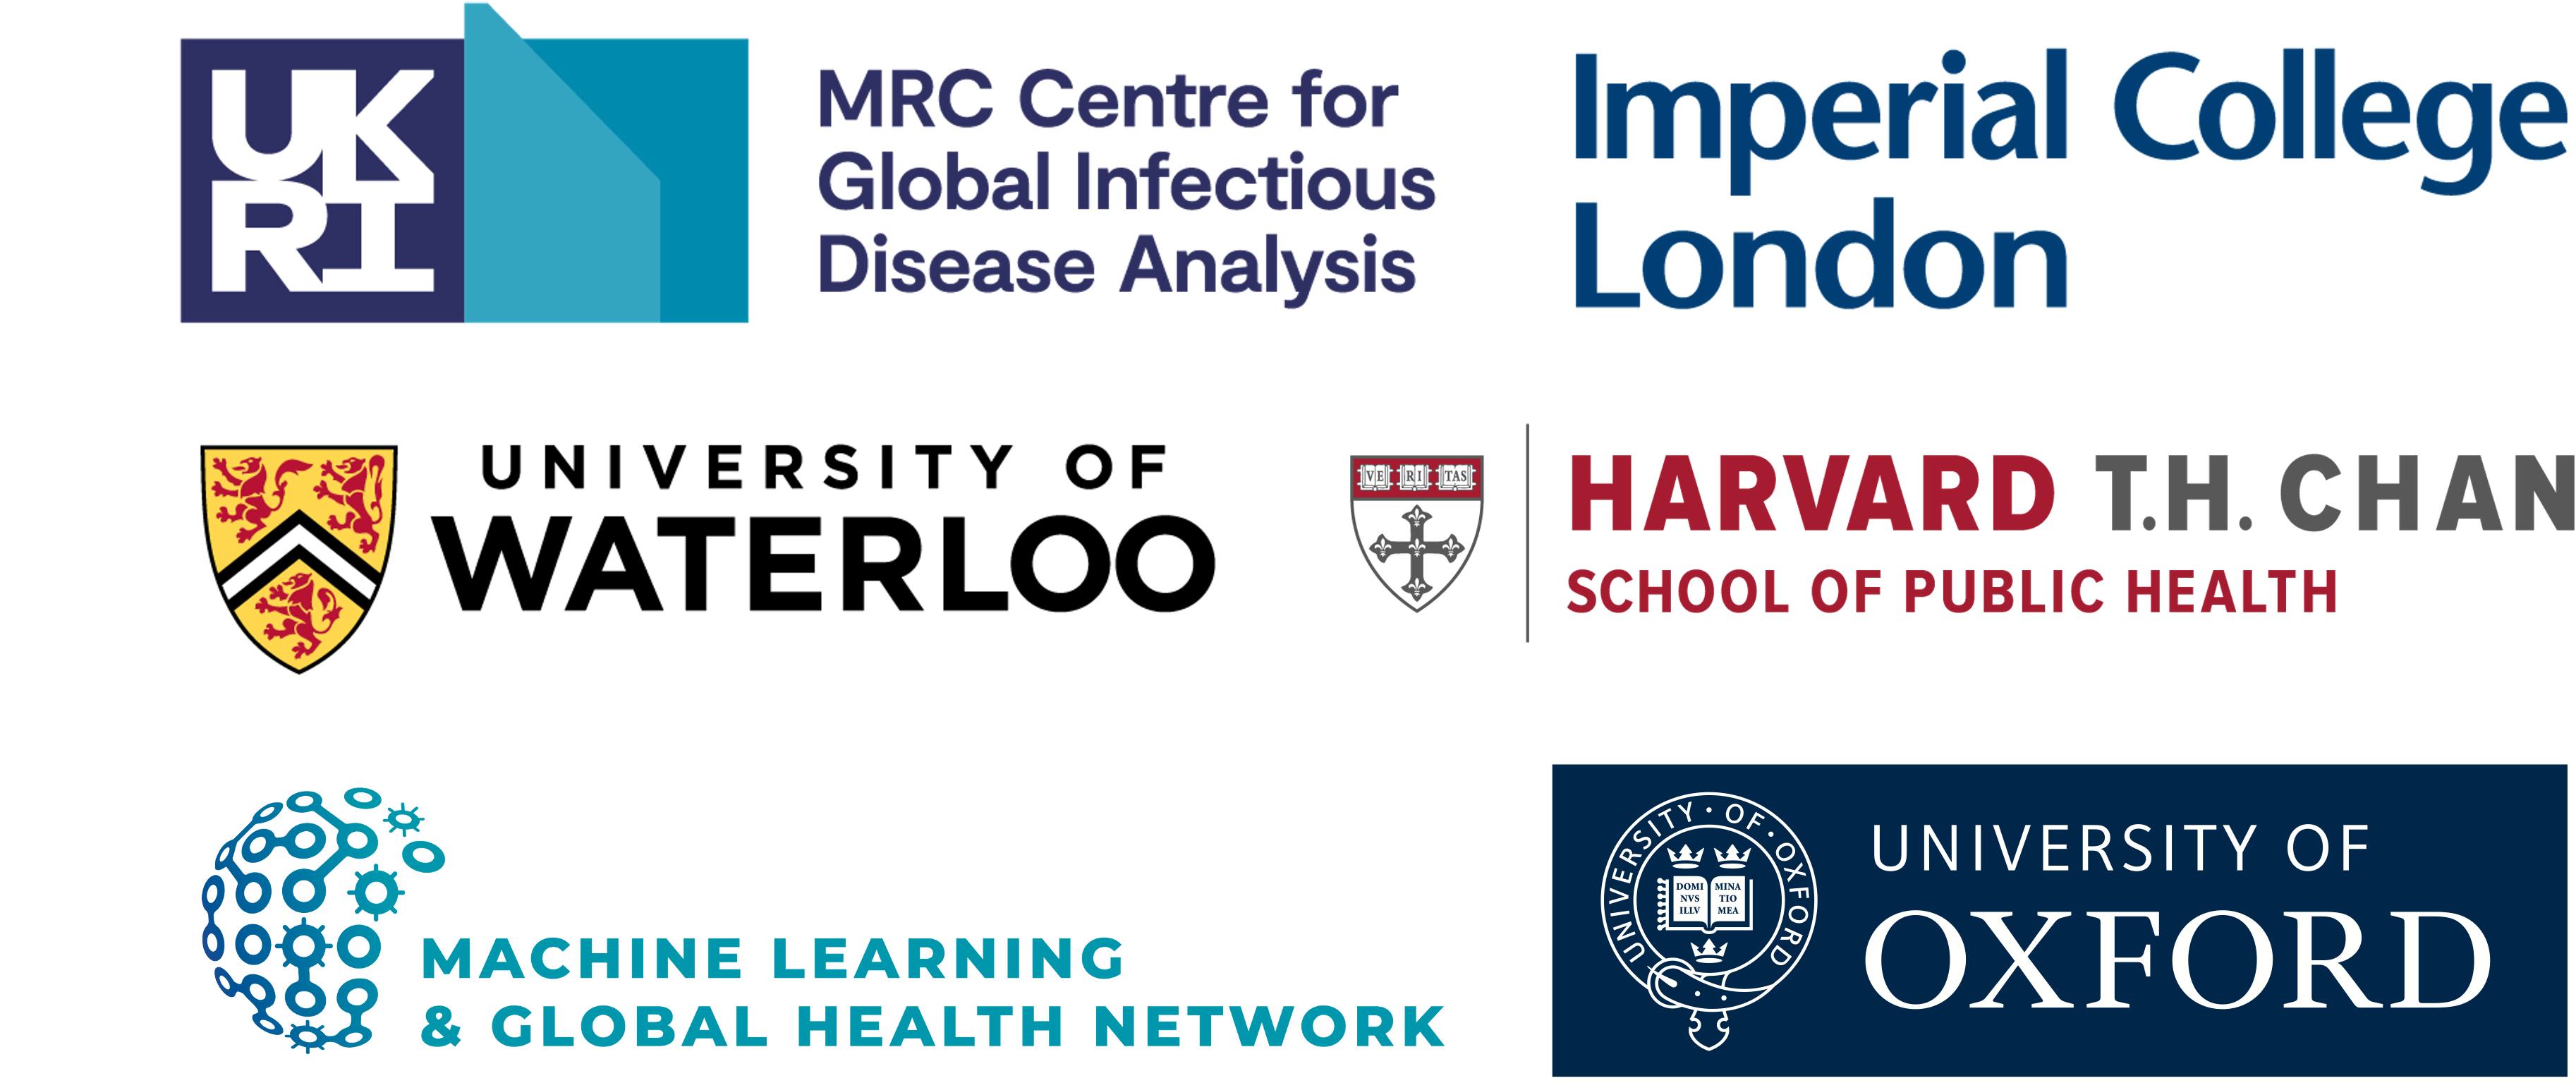 UK
RI
MRC Centre for
Global Infectious
Disease Analysis
Imperial College
London
UNIVERSITY OF
WATERLOO
VE RI TAS
HARVARD T.H. CHAN
SCHOOL OF PUBLIC HEALTH
MACHINE LEARNING
& GLOBAL HEALTH NETWORK
UNIVERSITY · OF · OXFORD
DOMI MINA
NVS TIO
ILLV MEA
UNIVERSITY OF
OXFORD